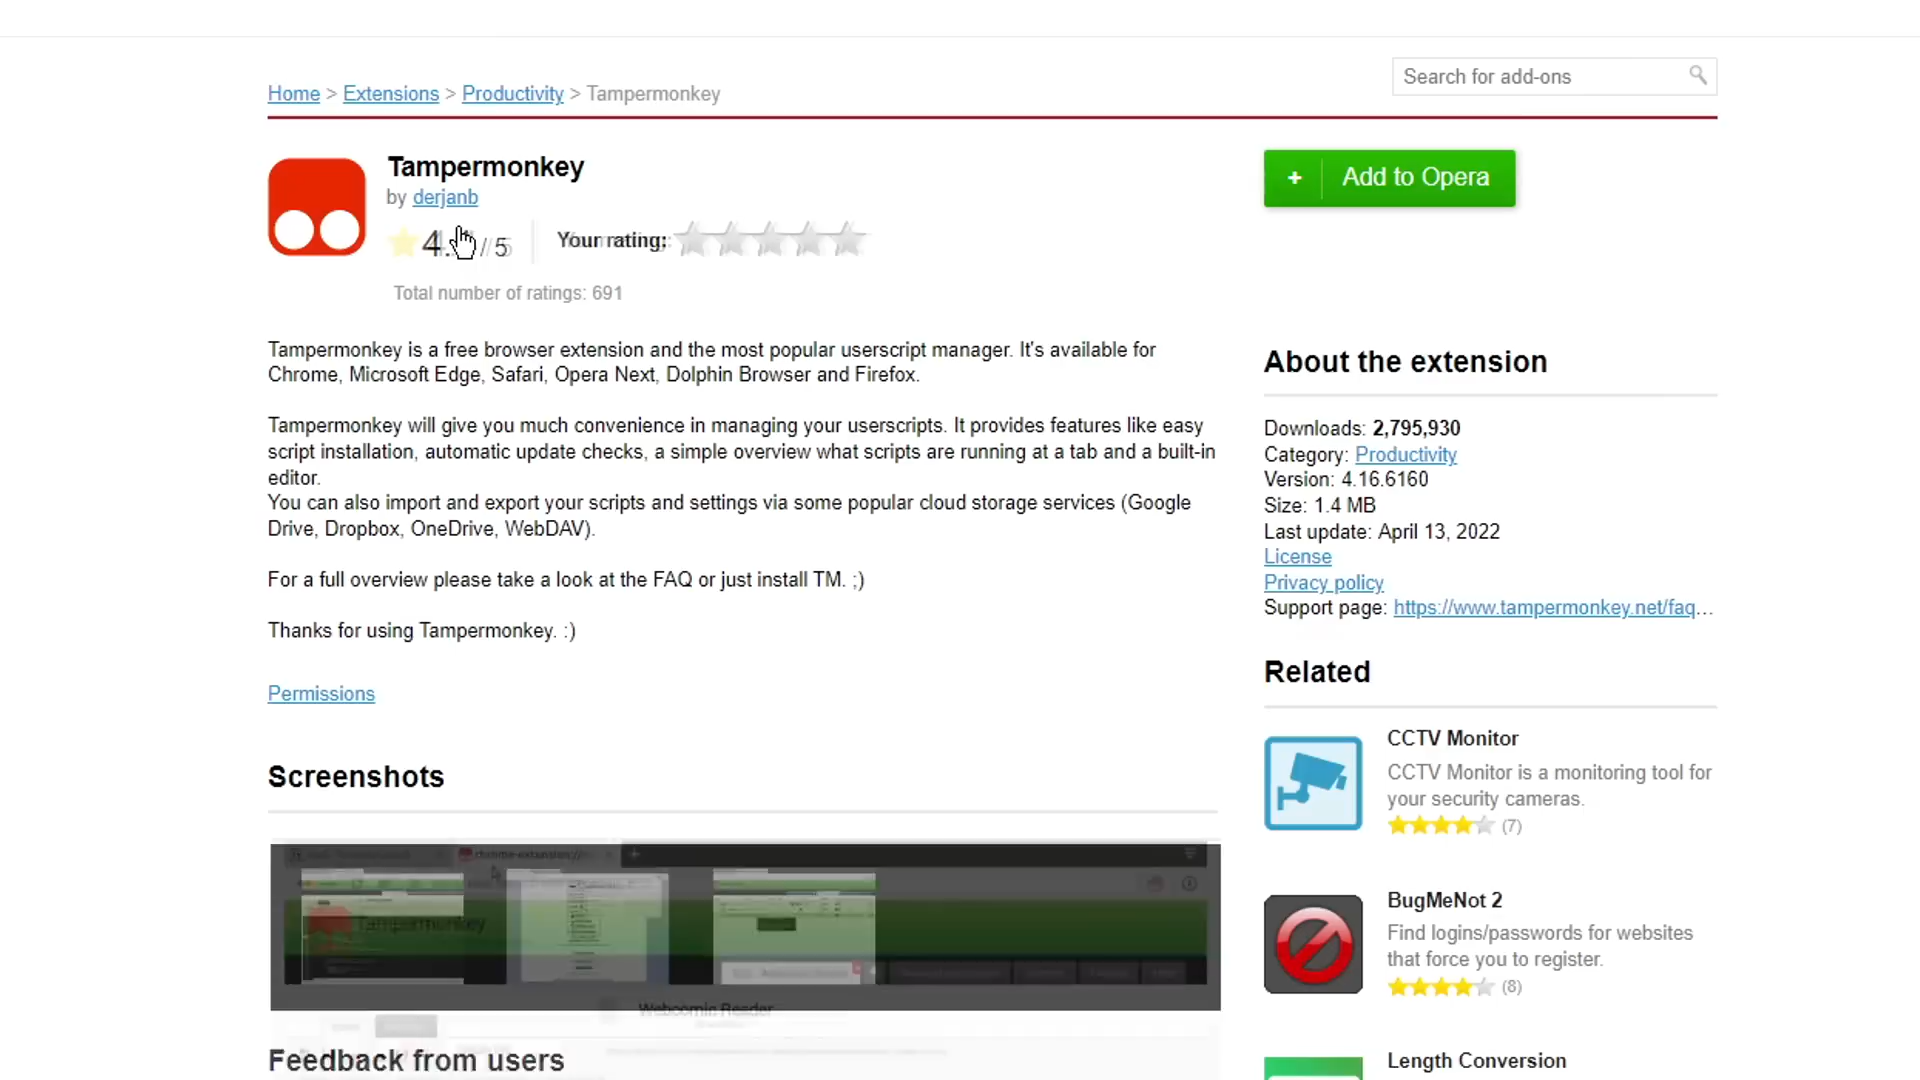 Search for add-ons
Home > Extensions > Productivity > Tampermonkey
Tampermonkey
by derjanb
Add to Opera
4. / 5
Your rating:
Total number of ratings: 691
Tampermonkey is a free browser extension and the most popular userscript manager. It's available for
Chrome, Microsoft Edge, Safari, Opera Next, Dolphin Browser and Firefox.
Tampermonkey will give you much convenience in managing your userscripts. It provides features like easy
script installation, automatic update checks, a simple overview what scripts are running at a tab and a built-in
editor.
You can also import and export your scripts and settings via some popular cloud storage services (Google
Drive, Dropbox, OneDrive, WebDAV).
For a full overview please take a look at the FAQ or just install TM. ;)
Thanks for using Tampermonkey. :)
Permissions
Screenshots
Tampermonkey
Webcomic Reader
Feedback from users
About the extension
Downloads: 2,795,930
Category: Productivity
Version: 4.16.6160
Size: 1.4 MB
Last update: April 13, 2022
License
Privacy policy
Support page: https://www.tampermonkey.net/faq...
Related
CCTV Monitor
CCTV Monitor is a monitoring tool for
your security cameras.
(7)
BugMeNot 2
Find logins/passwords for websites
that force you to register.
(8)
Length Conversion